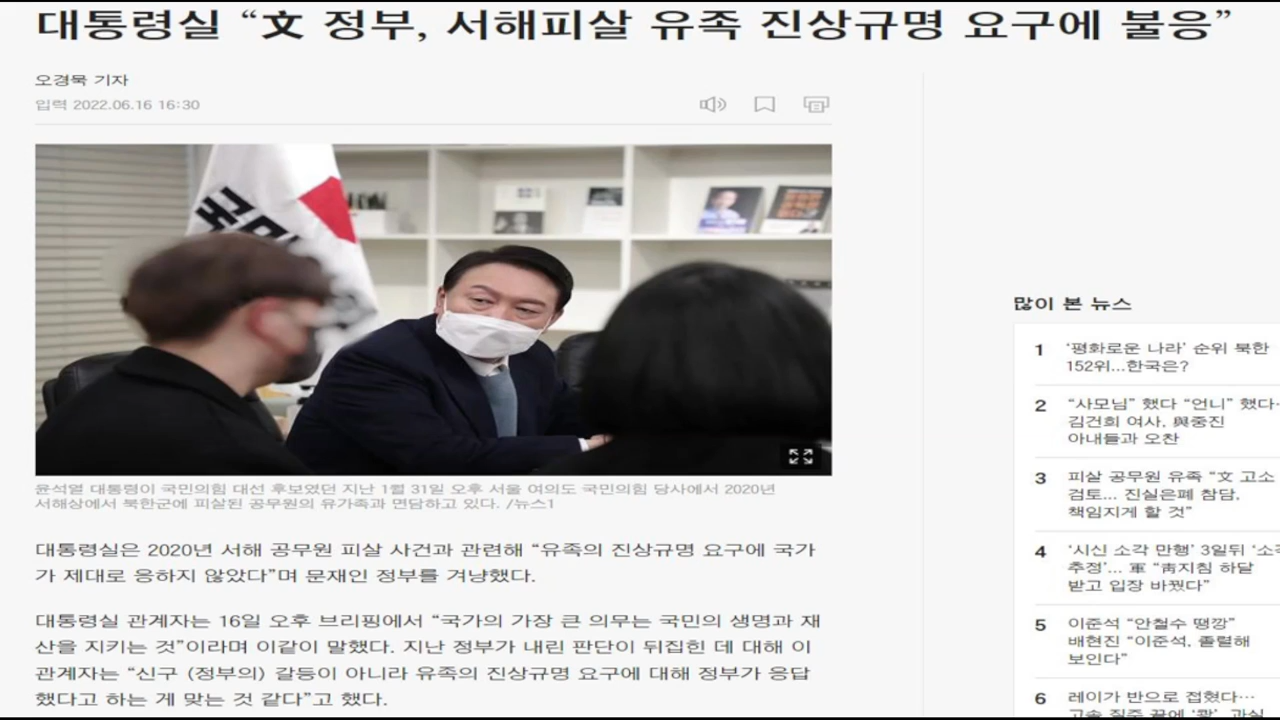 대통령실 “文 정부, 서해피살 유족 진상규명 요구에 불응”
오경묵 기자
입력 2022.06.16 16:30
국민
윤석열 대통령이 국민의힘 대선 후보였던 지난 1월 31일 오후 서울 여의도 국민의힘 당사에서 2020년
서해상에서 북한군에 피살된 공무원의 유가족과 면담하고 있다. /뉴스1
대통령실은 2020년 서해 공무원 피살 사건과 관련해 “유족의 진상규명 요구에 국가
가 제대로 응하지 않았다”며 문재인 정부를 겨냥했다.
대통령실 관계자는 16일 오후 브리핑에서 “국가의 가장 큰 의무는 국민의 생명과 재
산을 지키는 것”이라며 이같이 말했다. 지난 정부가 내린 판단이 뒤집힌 데 대해 이
관계자는 “신구 (정부의) 갈등이 아니라 유족의 진상규명 요구에 대해 정부가 응답
했다고 하는 게 맞는 것 같다”고 했다.
많이 본 뉴스
1 ‘평화로운 나라’ 순위 북한
152위...한국은?
2 “사모님” 했다 “언니” 했다…
김건희 여사, 與중진
아내들과 오찬
3 피살 공무원 유족 “文 고소
검토... 진실은폐 참담,
책임지게 할 것”
4 ‘시신 소각 만행’ 3일뒤 ‘소각
추정’... 軍 “靑지침 하달
받고 입장 바꿨다”
5 이준석 “안철수 땡깡”
배현진 “이준석, 졸렬해
보인다”
6 레이가 반으로 접혔다…
고속 질주 끝에 ‘쾅’, 과실